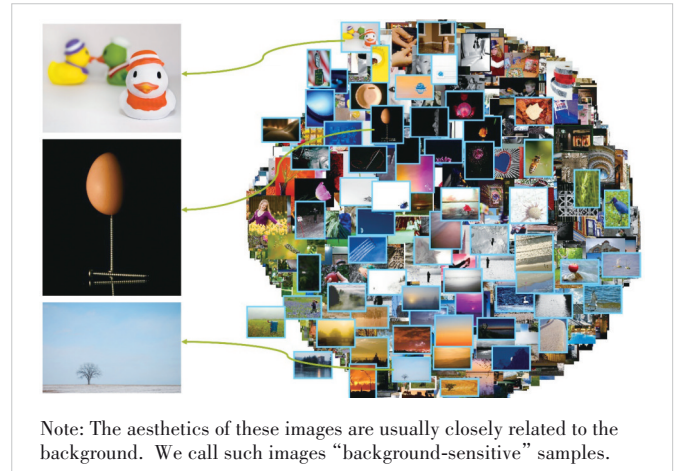 Note: The aesthetics of these images are usually closely related to the
background. We call such images “background-sensitive” samples.